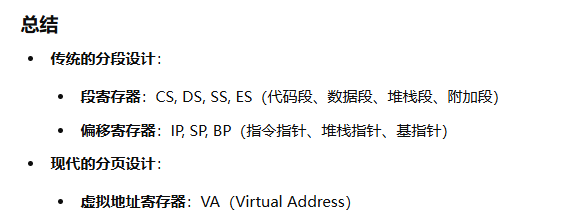 总结
传统的分段设计：
段寄存器：CS, DS, SS, ES（代码段、数据段、堆栈段、附加段）
偏移寄存器：IP, SP, BP（指令指针、堆栈指针、基指针）
现代的分页设计：
虚拟地址寄存器：VA（Virtual Address）